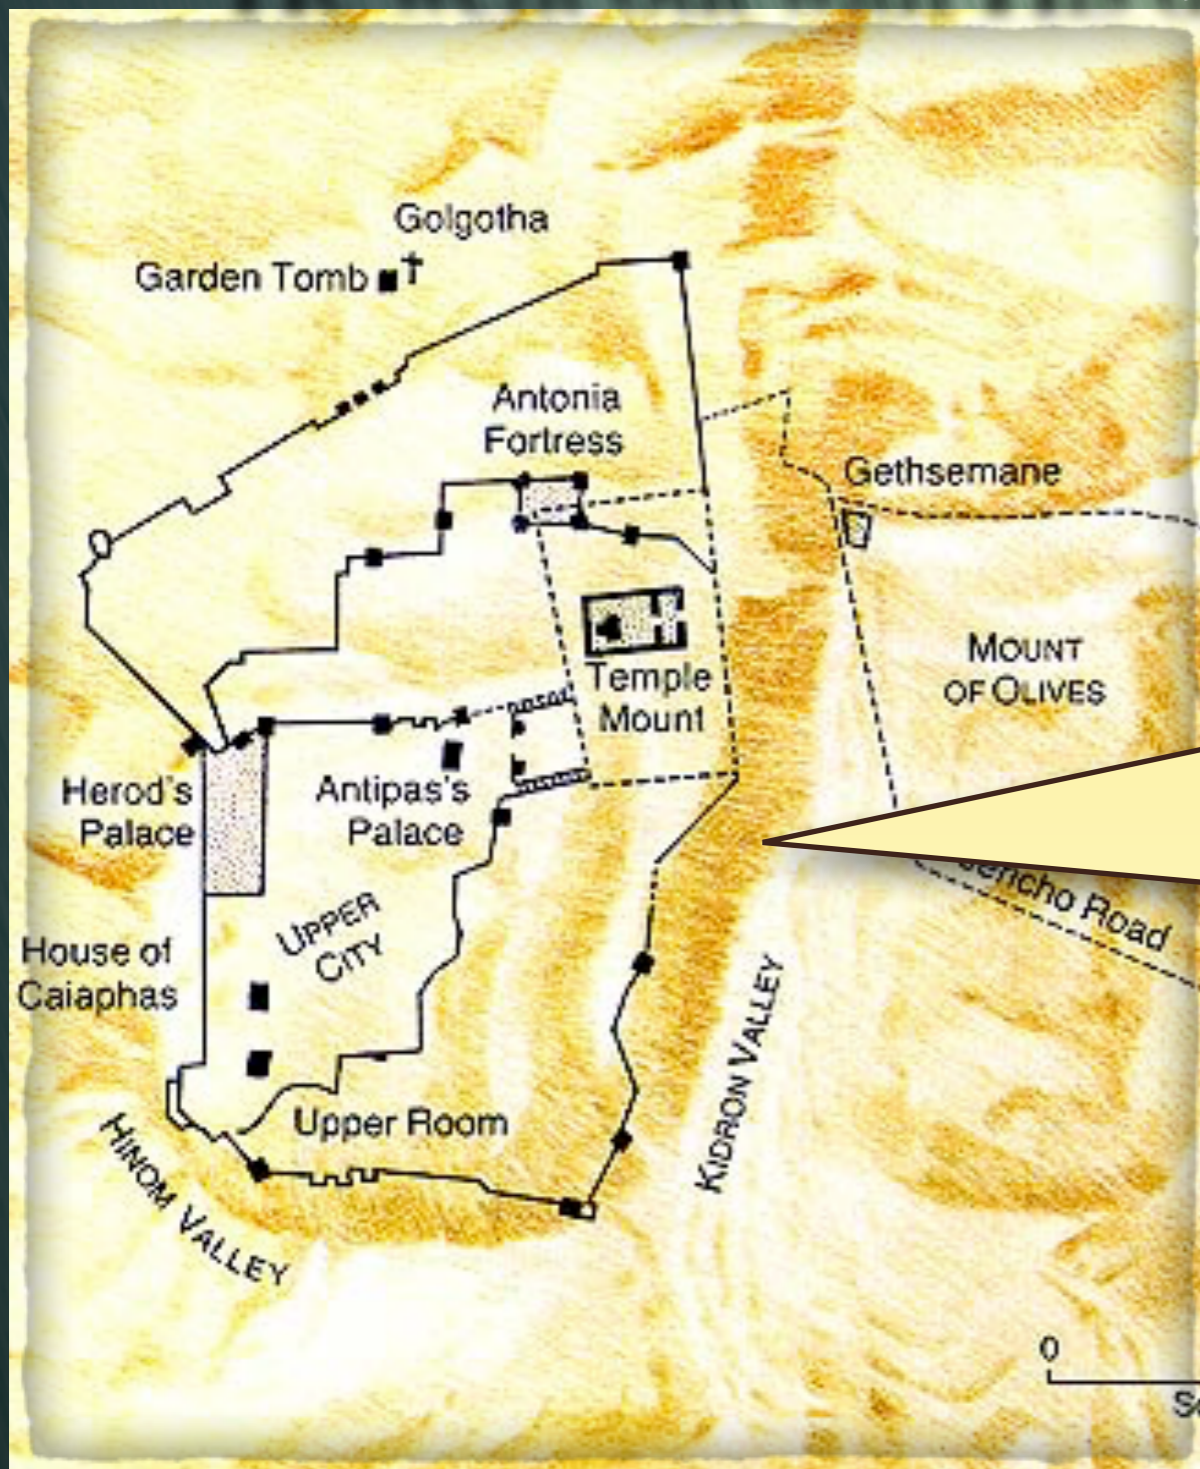 Golgotha
Garden Tomb
Antonia
Fortress
Gethsemane
MOUNT
OF OLIVES
Temple
Mount
Herod's
Palace
Antipas's
Palace
Jericho Road
UPPER
CITY
House of
Caiaphas
KIDRON VALLEY
Upper Room
HINOM VALLEY
0